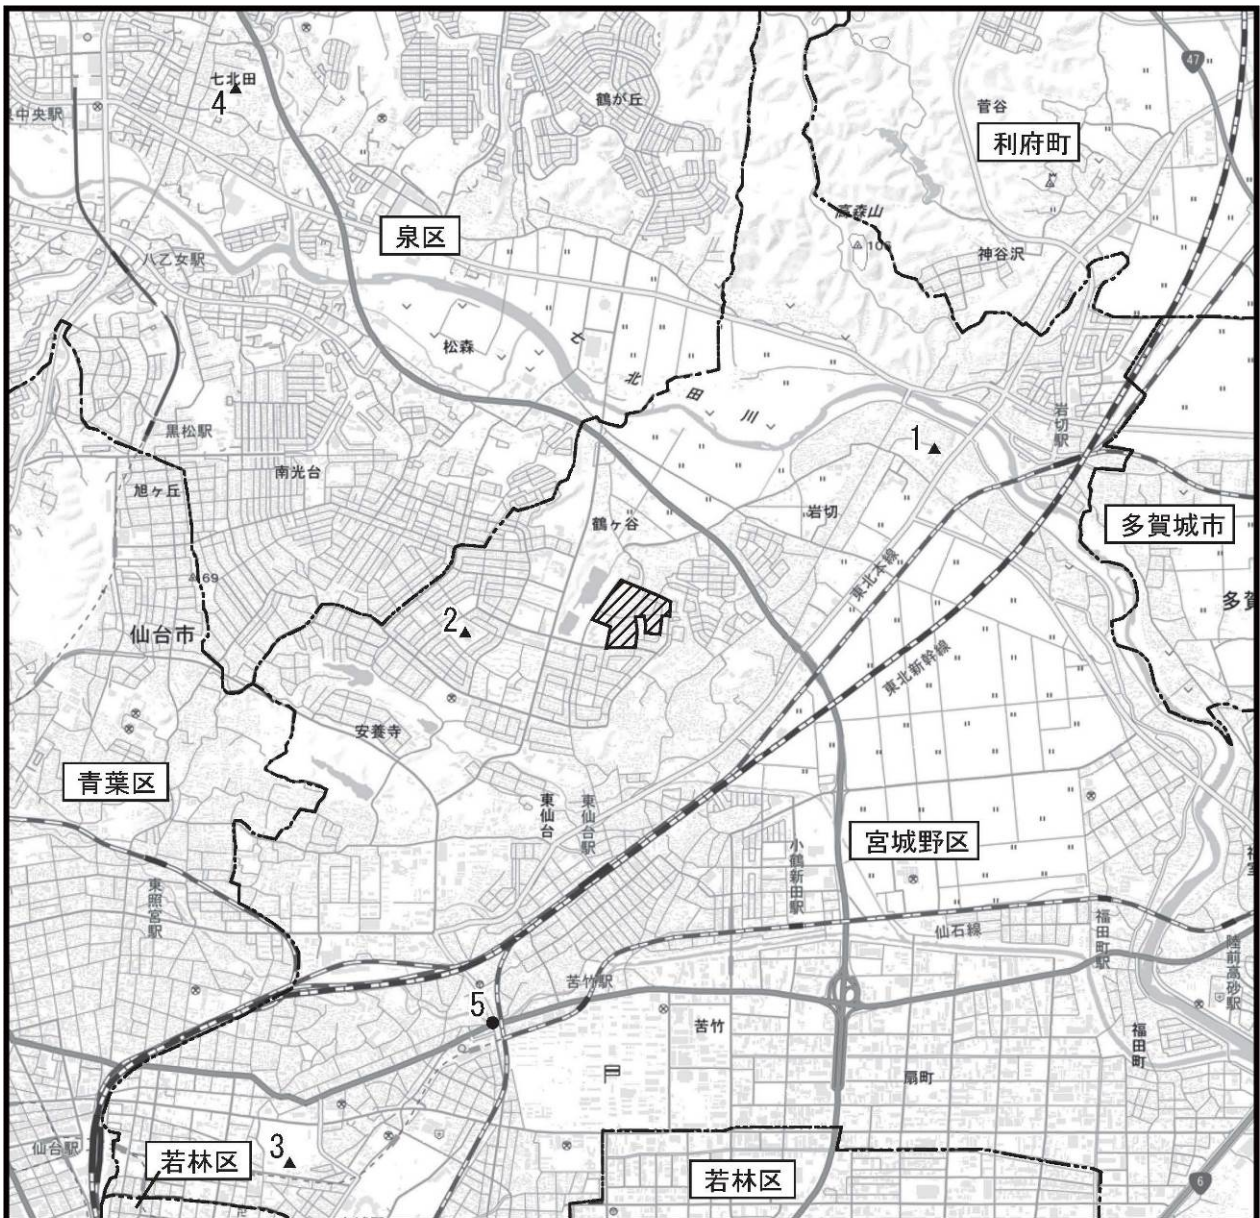 47
七北田
4
鶴が丘
菅谷
中央駅
利府町
高森山
泉区
神谷沢
八乙女駅
松森
七北田川
岩切駅
黒松駅
1
南光台
旭ヶ丘
鶴ヶ谷
岩切
多賀城市
69
東北本線
多賀
仙台市
2
東北新幹線
安養寺
青葉区
東仙台
東仙台駅
小鶴新田駅
宮城野区
東照宮駅
福田町駅
仙石線
陸前高砂駅
苦竹駅
5
苦竹
福田町
扇町
仙台駅
3
若林区
若林区
6